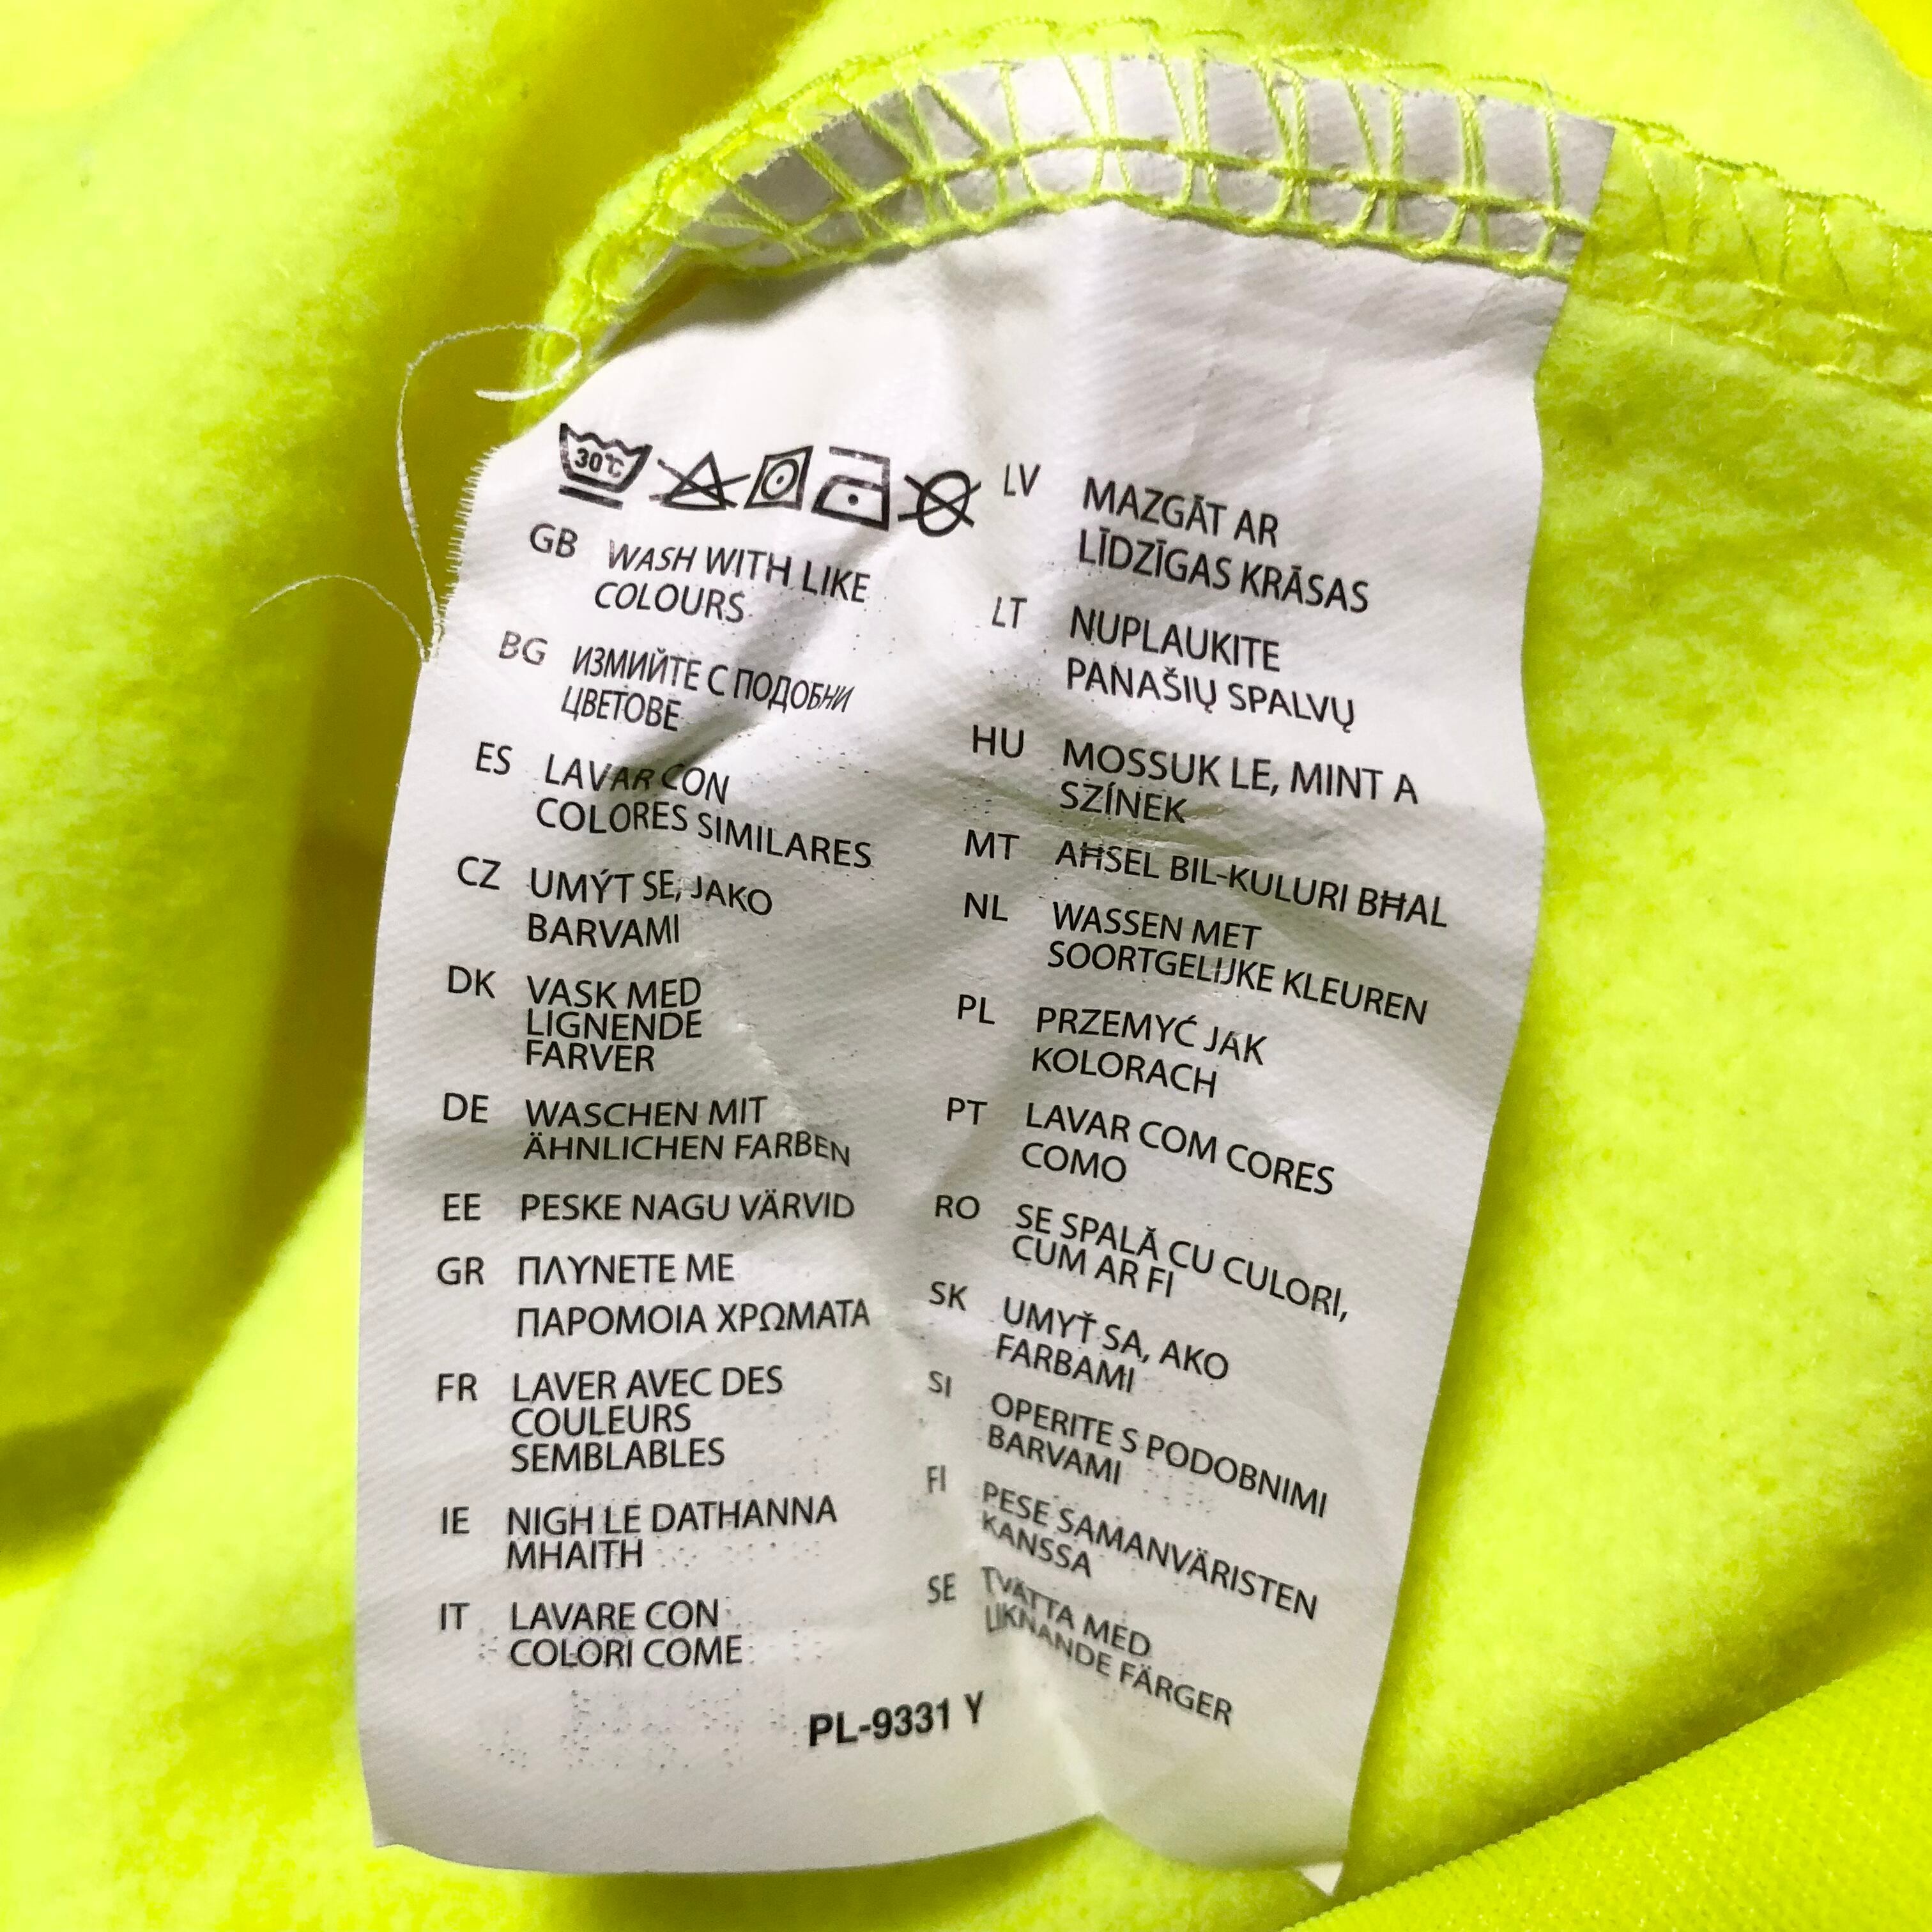 30°C
GB WASH WITH LIKE
COLOURS
BG ИЗМИЙТЕ С ПОДОБНИ
ЦВЕТОВЕ
ES LAVAR CON
COLORES SIMILARES
CZ UMÝT SE, JAKO
BARVAMI
DK VASK MED
LIGNENDE
FARVER
DE WASCHEN MIT
ÄHNLICHEN FARBEN
EE PESKE NAGU VÄRVID
GR ΠΛΥΝΕΤΕ ΜΕ
ΠΑΡΟΜΟΙΑ ΧΡΩΜΑΤΑ
FR LAVER AVEC DES
COULEURS
SEMBLABLES
IE NIGH LE DATHANNA
MHAITH
IT LAVARE CON
COLORI COME
LV MAZGĀT AR
LĪDZĪGAS KRĀSAS
LT NUPLAUKITE
PANAŠIŲ SPALVŲ
HU MOSSUK LE, MINT A
SZÍNEK
MT AĦSEL BIL-KULURI BĦAL
NL WASSEN MET
SOORTGELIJKE KLEUREN
PL PRZEMYĆ JAK
KOLORACH
PT LAVAR COM CORES
COMO
RO SE SPALĂ CU CULORI,
CUM AR FI
SK UMYŤ SA, AKO
FARBAMI
SI OPERITE S PODOBNIMI
BARVAMI
FI PESE SAMANVÄRISTEN
KANSSA
SE TVÄTTA MED
LIKNANDE FÄRGER
PL-9331 Y